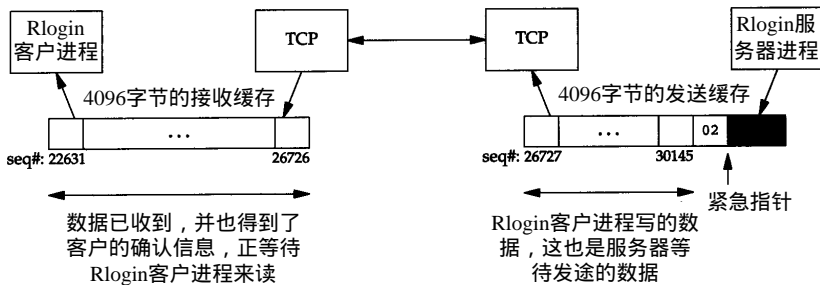 Rlogin
客户进程
TCP
TCP
Rlogin服
务器进程
4096字节的接收缓存
4096字节的发送缓存
...
...
02
seq#: 22631
26726
seq#: 26727
30145
紧急指针
数据已收到，并也得到了
客户的确认信息，正等待
Rlogin客户进程来读
Rlogin客户进程写的数
据，这也是服务器等
待发途的数据